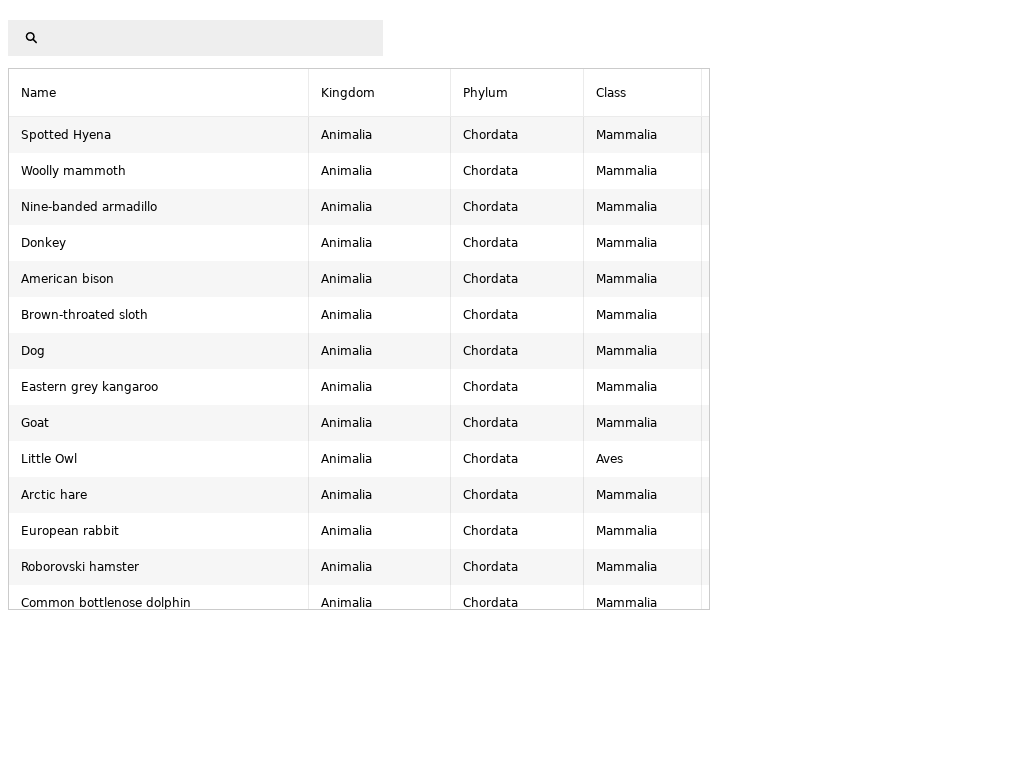 Name Kingdom Phylum Class
Spotted Hyena Animalia Chordata Mammalia
Woolly mammoth Animalia Chordata Mammalia
Nine-banded armadillo Animalia Chordata Mammalia
Donkey Animalia Chordata Mammalia
American bison Animalia Chordata Mammalia
Brown-throated sloth Animalia Chordata Mammalia
Dog Animalia Chordata Mammalia
Eastern grey kangaroo Animalia Chordata Mammalia
Goat Animalia Chordata Mammalia
Little Owl Animalia Chordata Aves
Arctic hare Animalia Chordata Mammalia
European rabbit Animalia Chordata Mammalia
Roborovski hamster Animalia Chordata Mammalia
Common bottlenose dolphin Animalia Chordata Mammalia